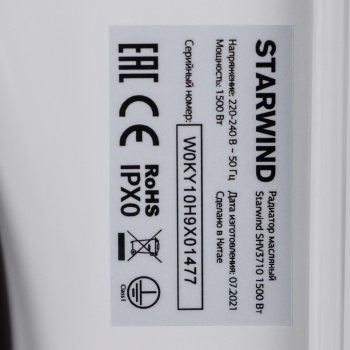 STARWIND
Радиатор масляный
Starwind SHV3710 1500 Вт
Напряжение: 220-240 В ~ 50 Гц
Мощность: 1500 Вт
Дата изготовления: 07.2021
Сделано в Китае
Серийный номер:
W0KY10H9X01477
EAC CE RoHS
IPX0
Class I